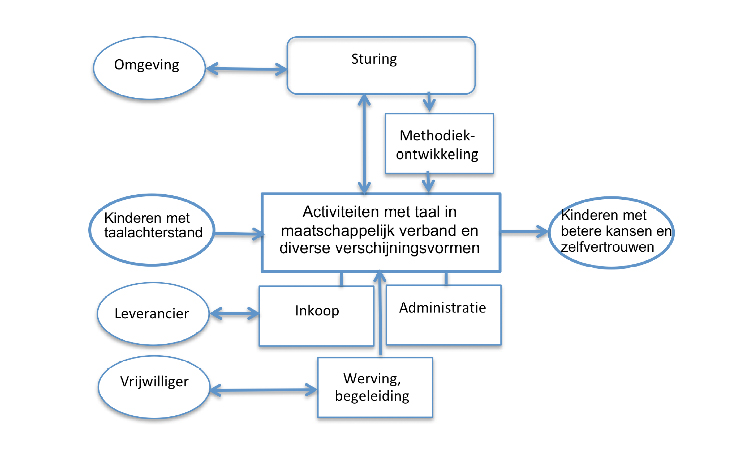 Omgeving
Sturing
Methodiek-
ontwikkeling
Kinderen met
taalachterstand
Activiteiten met taal in
maatschappelijk verband en
diverse verschijningsvormen
Kinderen met
betere kansen en
zelfvertrouwen
Leverancier
Inkoop
Administratie
Vrijwilliger
Werving,
begeleiding